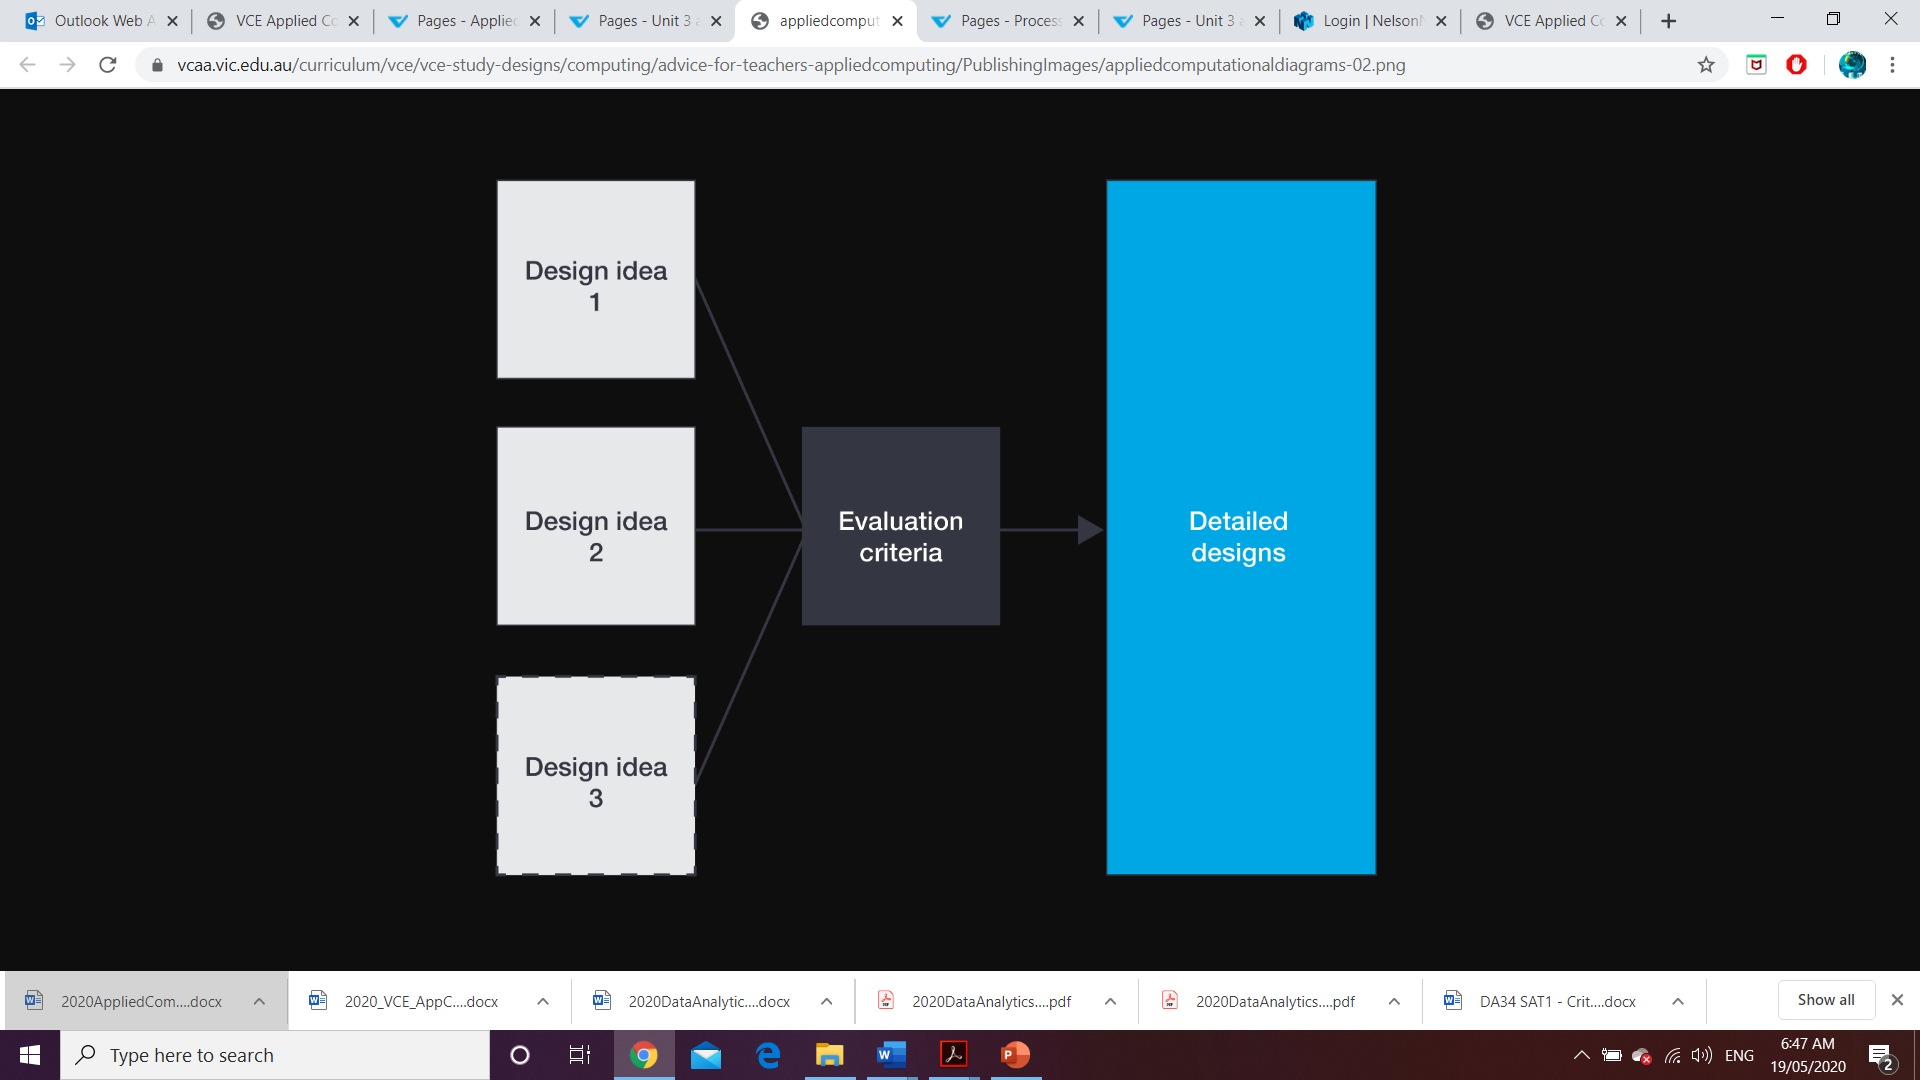 Outlook Web A
VCE Applied Co
Pages - Applied
Pages - Unit 3 a
appliedcomput
Pages - Process
Pages - Unit 3 a
Login | NelsonN
VCE Applied Co
vcaa.vic.edu.au/curriculum/vce/vce-study-designs/computing/advice-for-teachers-appliedcomputing/PublishingImages/appliedcomputationaldiagrams-02.png
Design idea
1
Design idea
2
Design idea
3
Evaluation
criteria
Detailed
designs
2020AppliedCom....docx
2020_VCE_AppC....docx
2020DataAnalytic....docx
2020DataAnalytics....pdf
2020DataAnalytics....pdf
DA34 SAT1 - Crit....docx
Show all
Type here to search
ENG
6:47 AM
19/05/2020
2